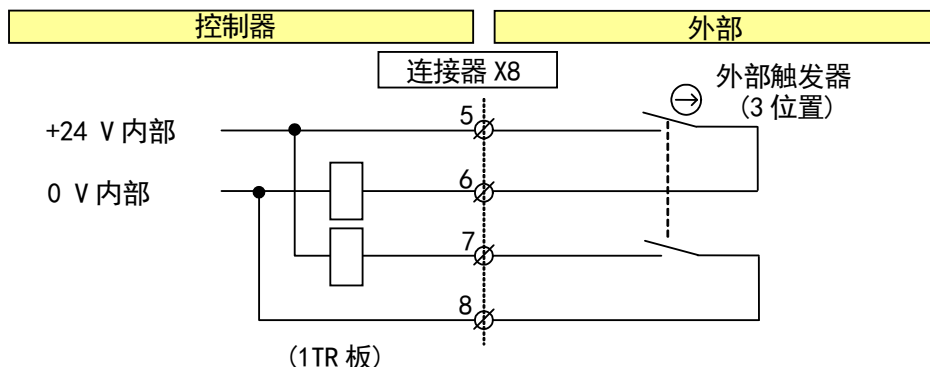 控制器
外部
连接器 X8
外部触发器
(3 位置)
5
+24 V 内部
6
0 V 内部
7
8
(1TR 板)